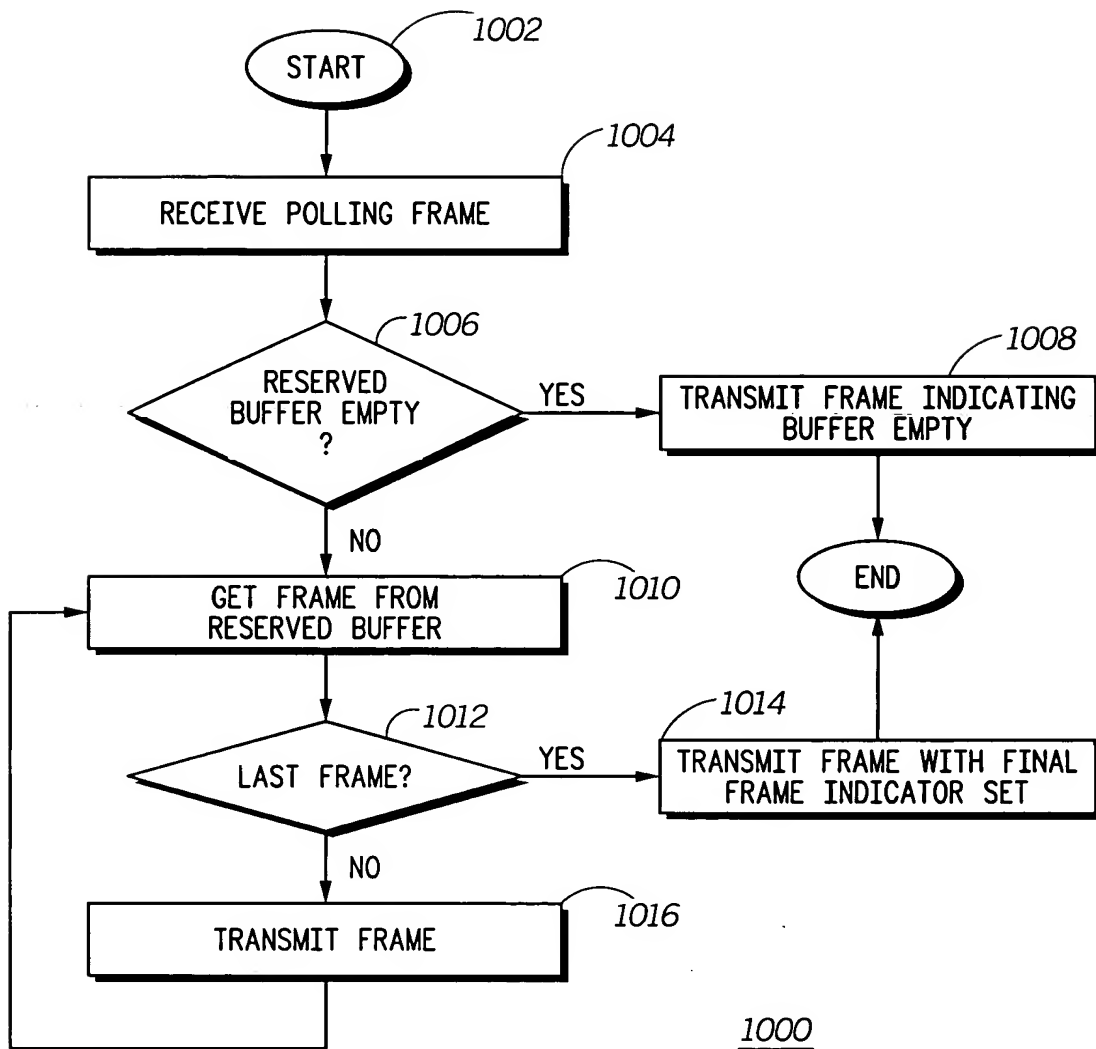 1002
START
1004
RECEIVE POLLING FRAME
1006
RESERVED
BUFFER EMPTY
?
YES
1008
TRANSMIT FRAME INDICATING
BUFFER EMPTY
NO
END
1010
GET FRAME FROM
RESERVED BUFFER
1012
LAST FRAME?
YES
1014
TRANSMIT FRAME WITH FINAL
FRAME INDICATOR SET
NO
1016
TRANSMIT FRAME
1000